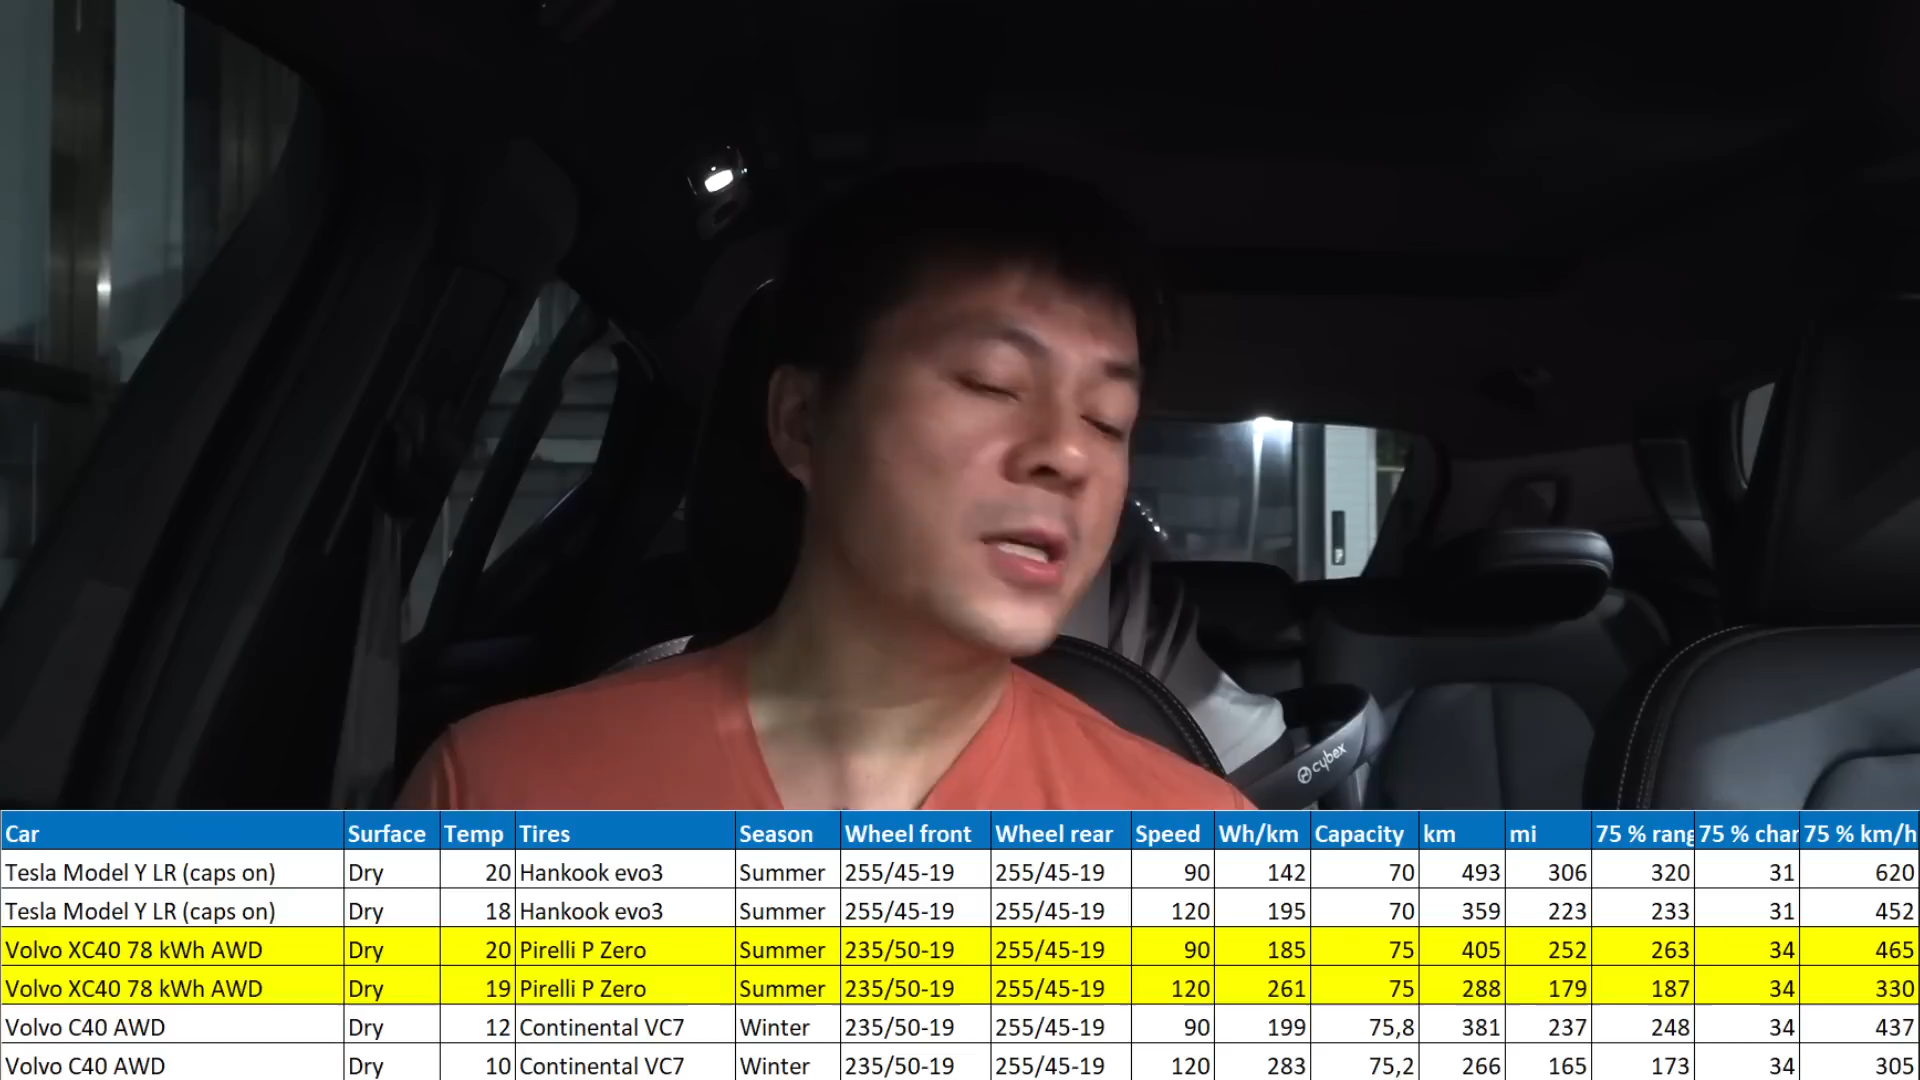 cybex
Car Surface Temp Tires Season Wheel front Wheel rear Speed Wh/km Capacity km mi 75 % rang 75 % char 75 % km/h
Tesla Model Y LR (caps on) Dry 20 Hankook evo3 Summer 255/45-19 255/45-19 90 142 70 493 306 320 31 620
Tesla Model Y LR (caps on) Dry 18 Hankook evo3 Summer 255/45-19 255/45-19 120 195 70 359 223 233 31 452
Volvo XC40 78 kWh AWD Dry 20 Pirelli P Zero Summer 235/50-19 255/45-19 90 185 75 405 252 263 34 465
Volvo XC40 78 kWh AWD Dry 19 Pirelli P Zero Summer 235/50-19 255/45-19 120 261 75 288 179 187 34 330
Volvo C40 AWD Dry 12 Continental VC7 Winter 235/50-19 255/45-19 90 199 75,8 381 237 248 34 437
Volvo C40 AWD Dry 10 Continental VC7 Winter 235/50-19 255/45-19 120 283 75,2 266 165 173 34 305